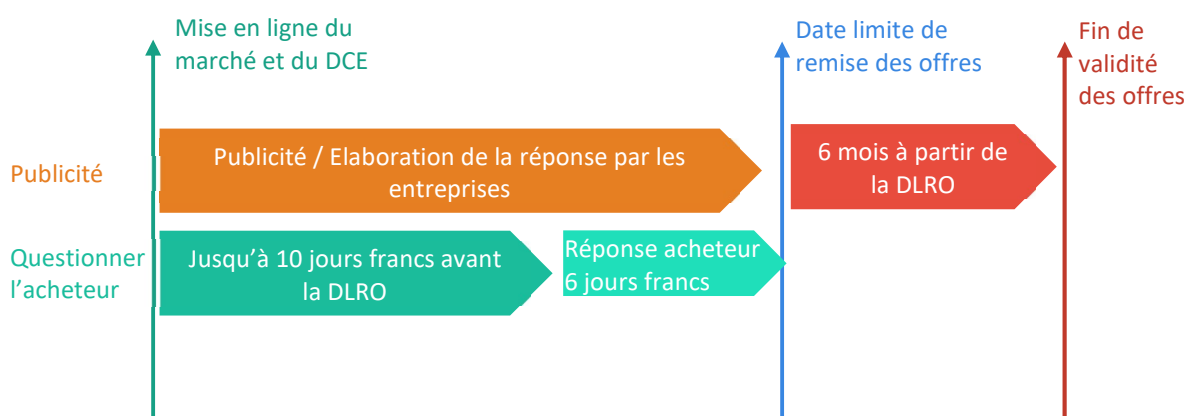 Mise en ligne du
marché et du DCE
Date limite de
remise des offres
Fin de
validité
des offres
Publicité
Publicité / Elaboration de la réponse par les
entreprises
6 mois à partir de
la DLRO
Questionner
l’acheteur
Jusqu’à 10 jours francs avant
la DLRO
Réponse acheteur
6 jours francs